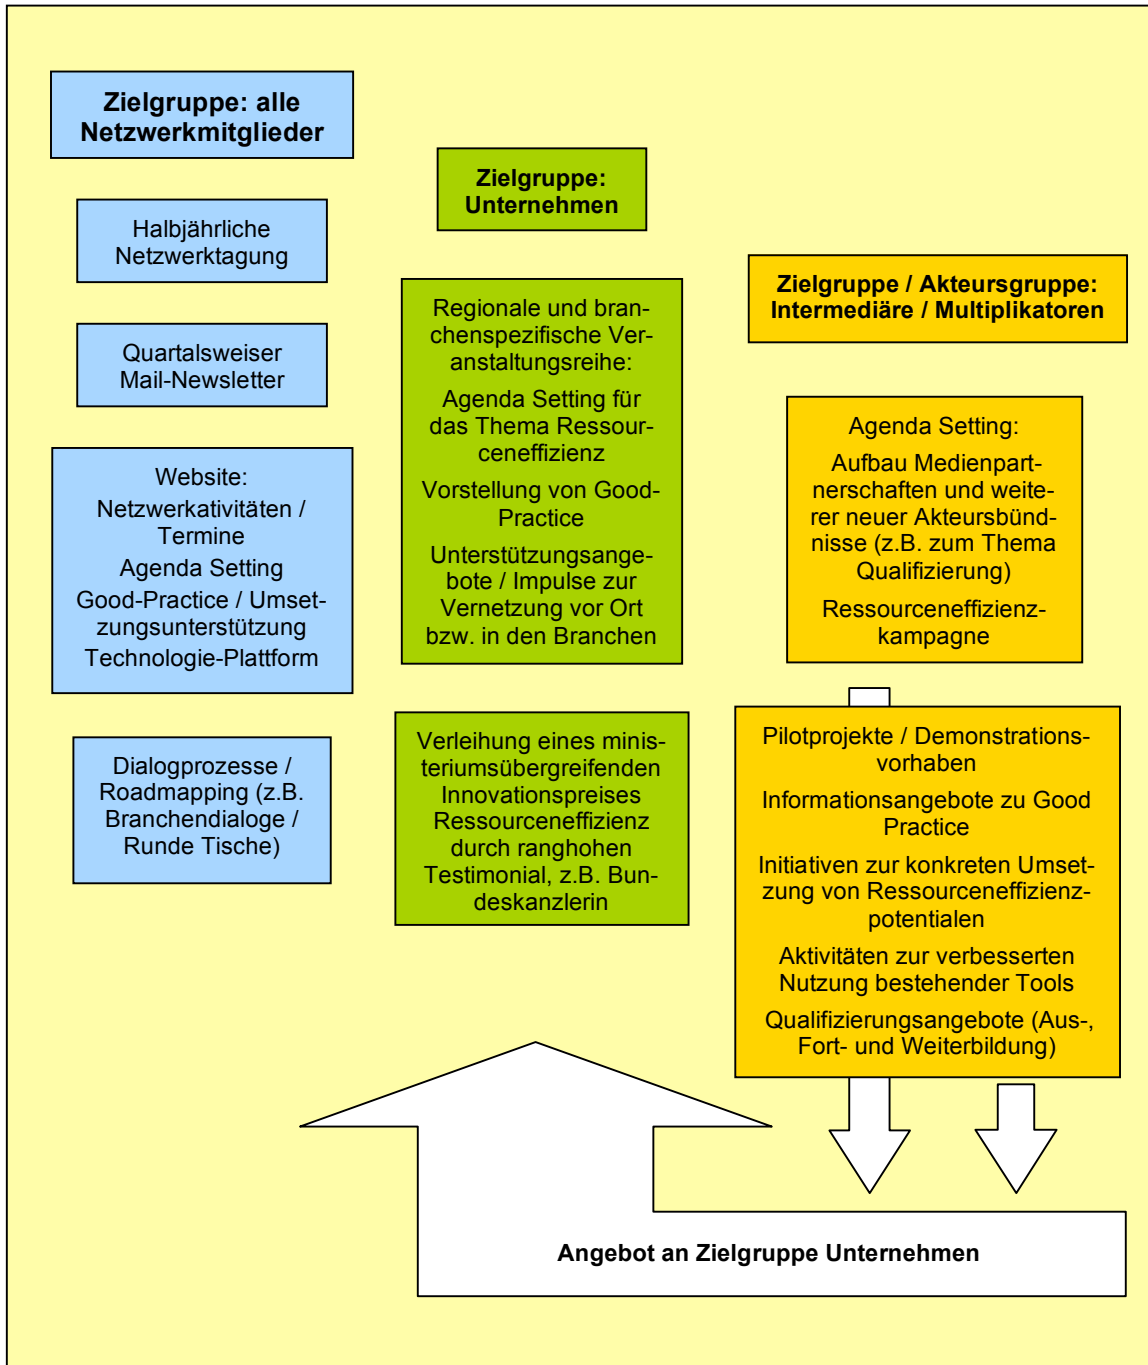 Zielgruppe: alle
Netzwerkmitglieder
Halbjährliche
Netzwerktagung
Quartalsweiser
Mail-Newsletter
Website:
Netzwerkativitäten /
Termine
Agenda Setting
Good-Practice / Umset-
zungsunterstützung
Technologie-Plattform
Dialogprozesse /
Roadmapping (z.B.
Branchendialoge /
Runde Tische)
Zielgruppe:
Unternehmen
Regionale und bran-
chenspezifische Ver-
anstaltungsreihe:
Agenda Setting für
das Thema Ressour-
ceneffizienz
Vorstellung von Good-
Practice
Unterstützungsange-
bote / Impulse zur
Vernetzung vor Ort
bzw. in den Branchen
Verleihung eines minis-
teriumsübergreifenden
Innovationspreises
Ressourceneffizienz
durch ranghohen
Testimonial, z.B. Bun-
deskanzlerin
Zielgruppe / Akteursgruppe:
Intermediäre / Multiplikatoren
Agenda Setting:
Aufbau Medienpart-
nerschaften und weite-
rer neuer Akteursbünd-
nisse (z.B. zum Thema
Qualifizierung)
Ressourceneffizienz-
kampagne
Pilotprojekte / Demonstrations-
vorhaben
Informationsangebote zu Good
Practice
Initiativen zur konkreten Umset-
zung von Ressourceneffizienz-
potentialen
Aktivitäten zur verbesserten
Nutzung bestehender Tools
Qualifizierungsangebote (Aus-,
Fort- und Weiterbildung)
Angebot an Zielgruppe Unternehmen